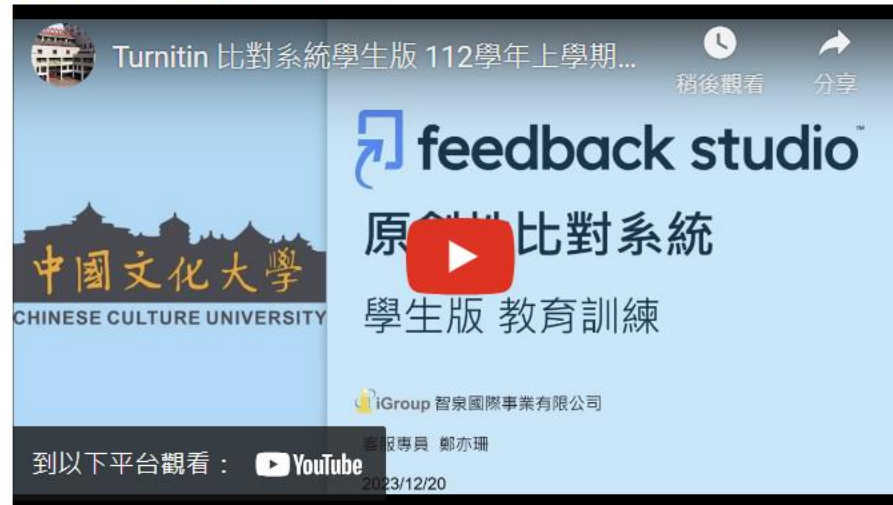 Turnitin 比對系統學生版 112學年上學期...
稍後觀看
分享
feedback studio™
原創性比對系統
中國文化大學
CHINESE CULTURE UNIVERSITY
學生版 教育訓練
iGroup 智泉國際事業有限公司
客服專員 鄭亦珊
到以下平台觀看： YouTube
2023/12/20